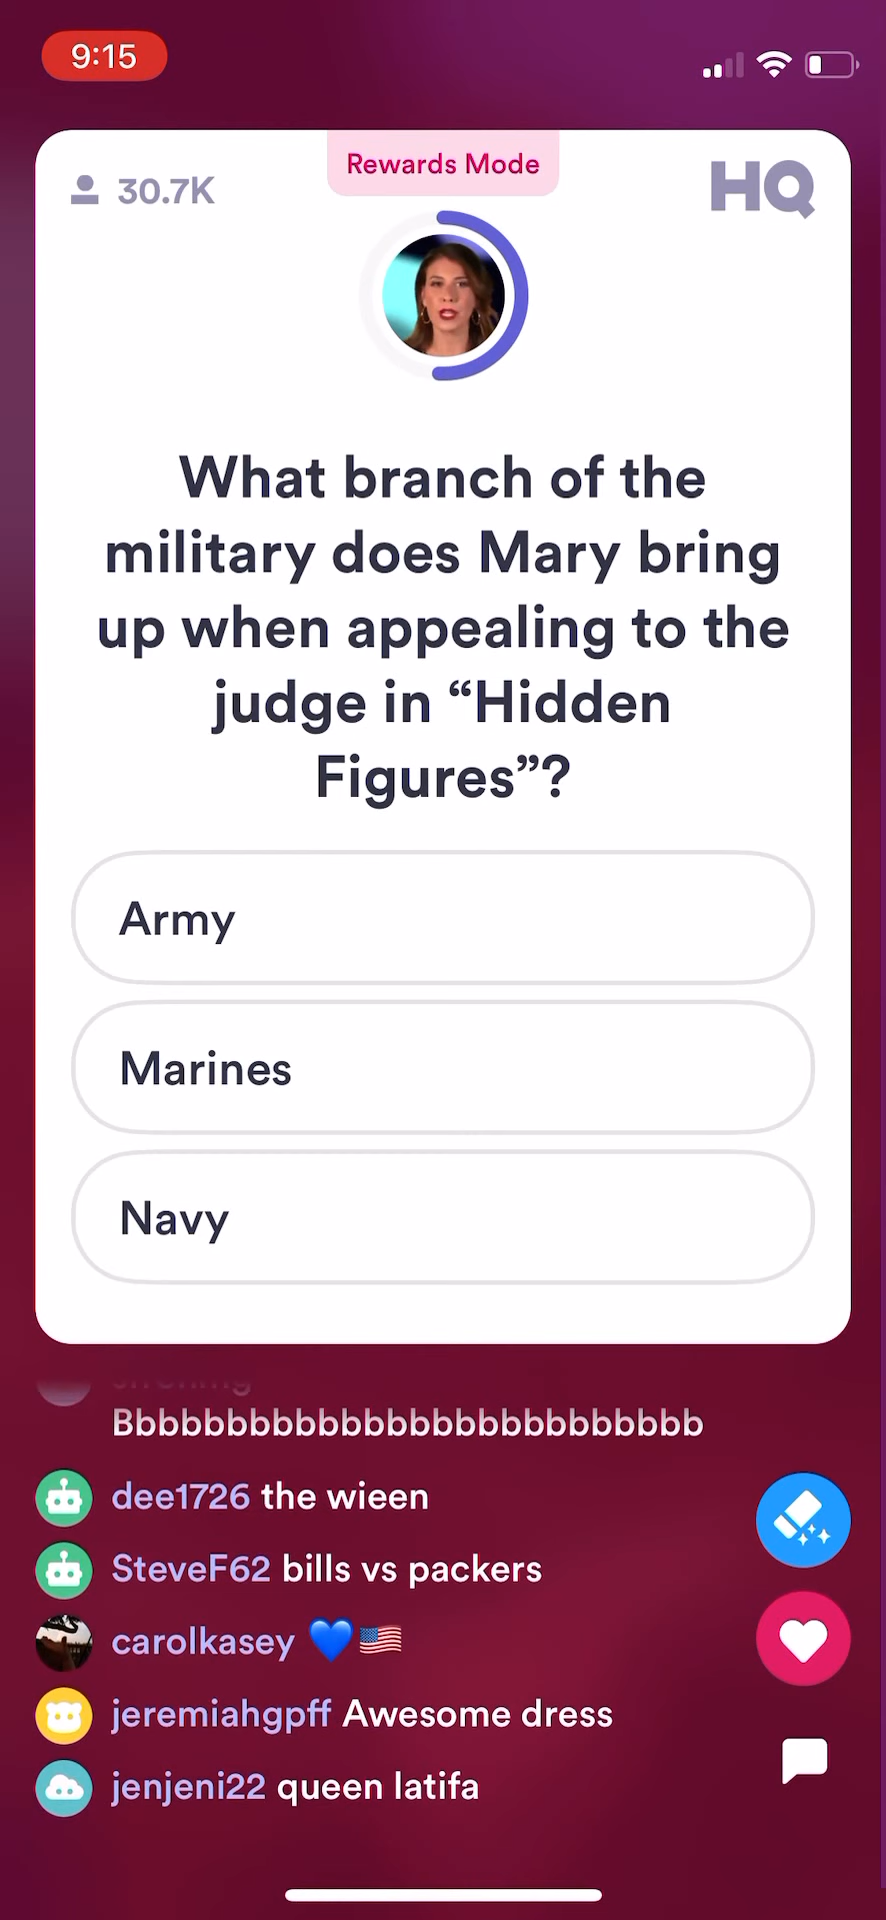 9:15
Rewards Mode
30.7K
HQ
What branch of the
military does Mary bring
up when appealing to the
judge in “Hidden
Figures”?
Army
Marines
Navy
Bbbbbbbbbbbbbbbbbbbbbbbbbb
dee1726 the wieen
SteveF62 bills vs packers
carolkasey 💙🇺🇸
jeremiahgpff Awesome dress
jenjeni22 queen latifa